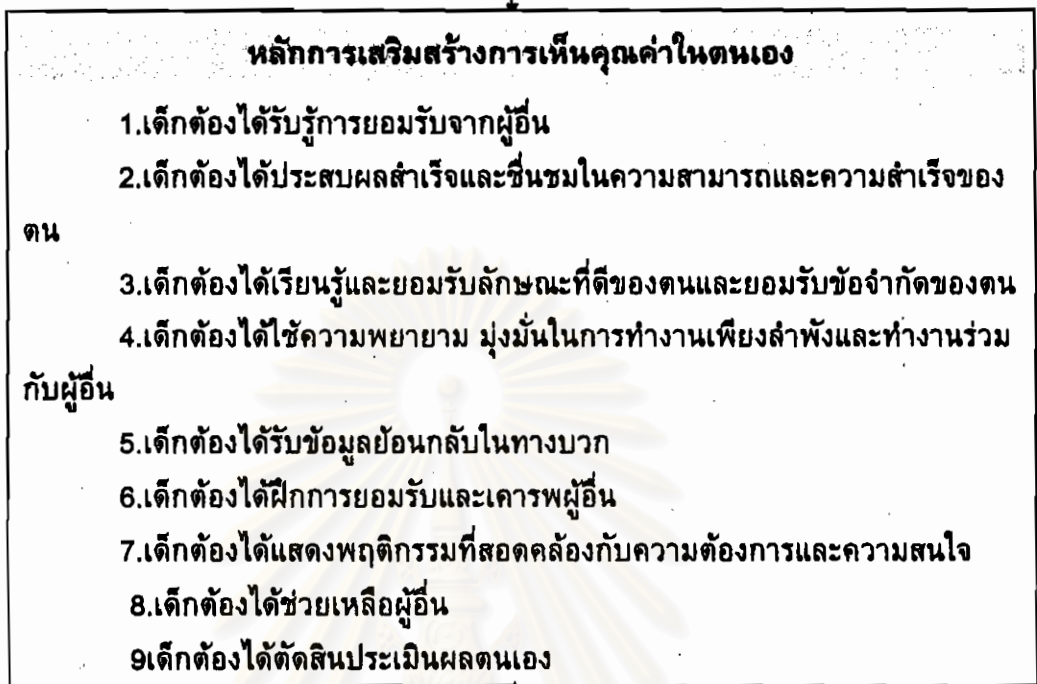 หลักการเสริมสร้างการเห็นคุณค่าในตนเอง
1.เด็กต้องได้รับรู้การยอมรับจากผู้อื่น
2.เด็กต้องได้ประสบผลสำเร็จและชื่นชมในความสามารถและความสำเร็จของ
ตน
3.เด็กต้องได้เรียนรู้และยอมรับลักษณะที่ดีของตนและยอมรับข้อจำกัดของตน
4.เด็กต้องได้ใช้ความพยายาม มุ่งมั่นในการทำงานเพียงลำพังและทำงานร่วม
กับผู้อื่น
5.เด็กต้องได้รับข้อมูลย้อนกลับในทางบวก
6.เด็กต้องได้ฝึกการยอมรับและเคารพผู้อื่น
7.เด็กต้องได้แสดงพฤติกรรมที่สอดคล้องกับความต้องการและความสนใจ
8.เด็กต้องได้ช่วยเหลือผู้อื่น
9เด็กต้องได้ตัดสินประเมินผลตนเอง